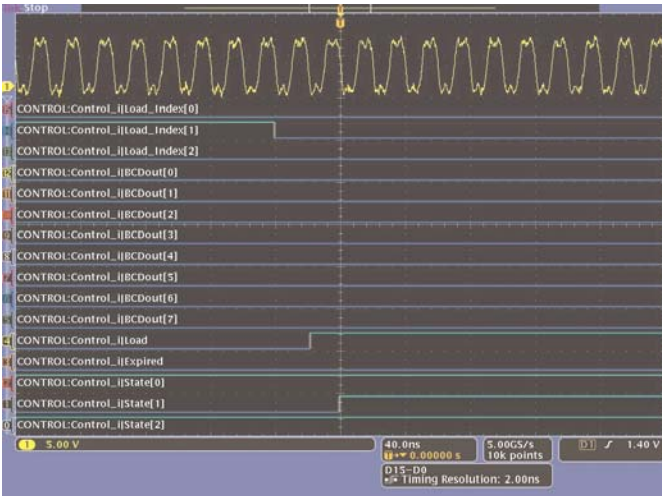 Stop
T
1
CONTROL:Control_i|Load_Index[0]
CONTROL:Control_i|Load_Index[1]
CONTROL:Control_i|Load_Index[2]
CONTROL:Control_i|BCDout[0]
CONTROL:Control_i|BCDout[1]
CONTROL:Control_i|BCDout[2]
CONTROL:Control_i|BCDout[3]
CONTROL:Control_i|BCDout[4]
CONTROL:Control_i|BCDout[5]
CONTROL:Control_i|BCDout[6]
CONTROL:Control_i|BCDout[7]
CONTROL:Control_i|Load
CONTROL:Control_i|Expired
CONTROL:Control_i|State[0]
CONTROL:Control_i|State[1]
CONTROL:Control_i|State[2]
1 5.00 V 40.0ns 5.00GS/s D1 1.40 V
0.00000 s 10k points
D15-D0
Timing Resolution: 2.00ns